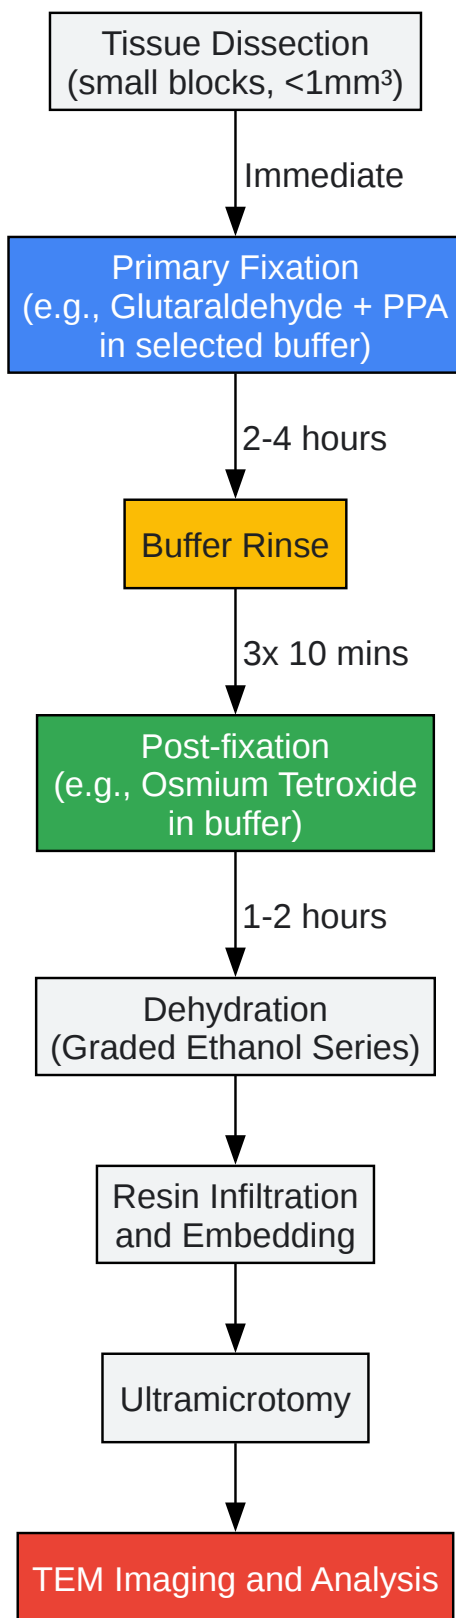 Tissue Dissection
(small blocks, <1mm³)
Immediate
Primary Fixation
(e.g., Glutaraldehyde + PPA
in selected buffer)
2-4 hours
Buffer Rinse
3x 10 mins
Post-fixation
(e.g., Osmium Tetroxide
in buffer)
1-2 hours
Dehydration
(Graded Ethanol Series)
Resin Infiltration
and Embedding
Ultramicrotomy
TEM Imaging and Analysis